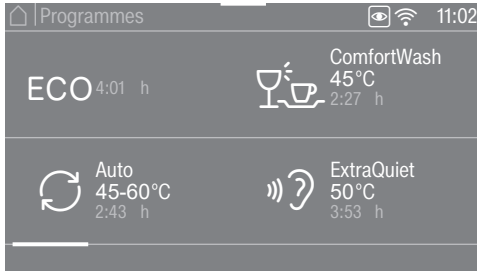 Programmes 11:02
ECO 4:01 h
ComfortWash
45°C
2:27 h
Auto
45-60°C
2:43 h
ExtraQuiet
50°C
3:53 h